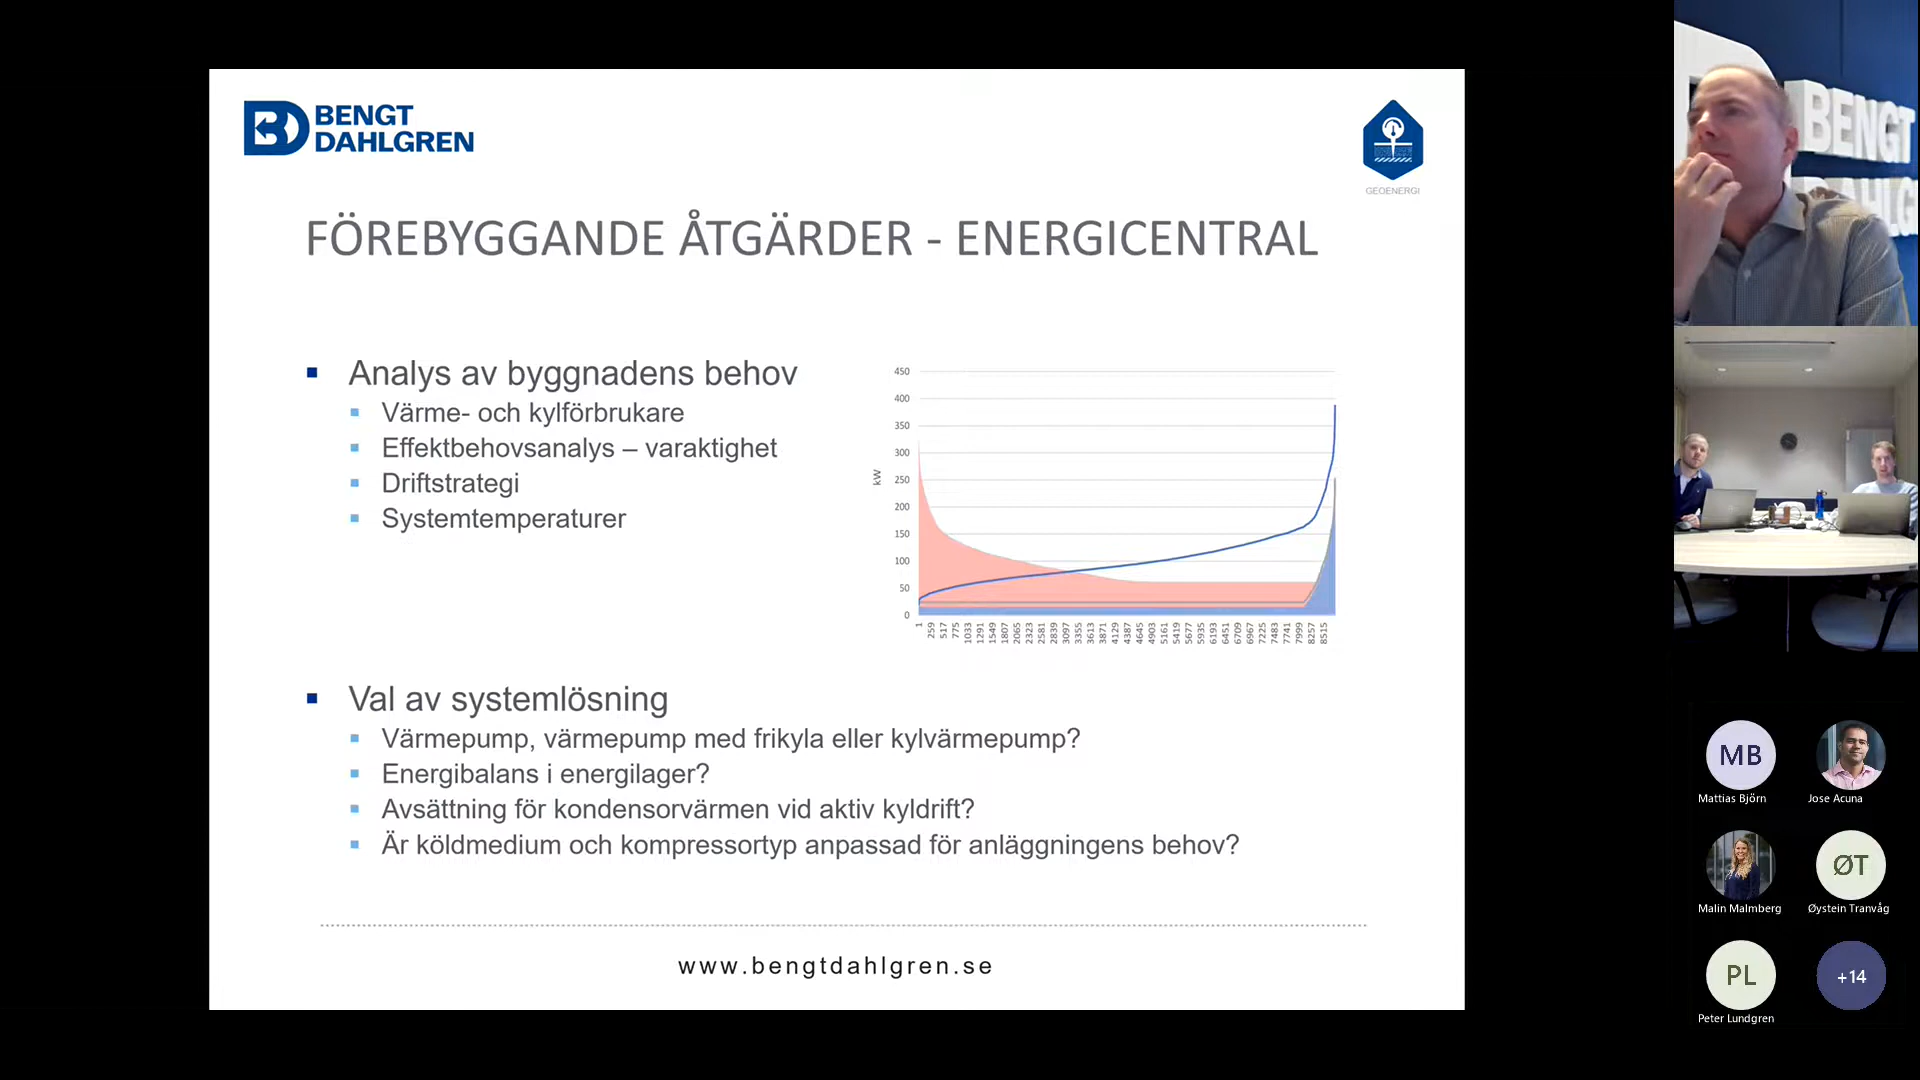 BENGT
DAHLGREN
GEOENERGI
FÖREBYGGANDE ÅTGÄRDER - ENERGICENTRAL
Analys av byggnadens behov
Värme- och kylförbrukare
Effektbehovsanalys – varaktighet
Driftstrategi
Systemtemperaturer
450
400
350
300
250
200
150
100
50
0
kW
1
259
517
775
1033
1291
1549
1807
2065
2323
2581
2839
3097
3355
3613
3871
4129
4387
4645
4903
5161
5419
5677
5935
6193
6451
6709
6967
7225
7483
7741
7999
8257
8515
Val av systemlösning
Värmepump, värmepump med frikyla eller kylvärmepump?
Energibalans i energilager?
Avsättning för kondensorvärmen vid aktiv kyldrift?
Är köldmedium och kompressortyp anpassad för anläggningens behov?
www.bengtdahlgren.se
BENGT
MB
Mattias Björn
Jose Acuna
Malin Malmberg
ØT
Øystein Tranvåg
PL
Peter Lundgren
+14